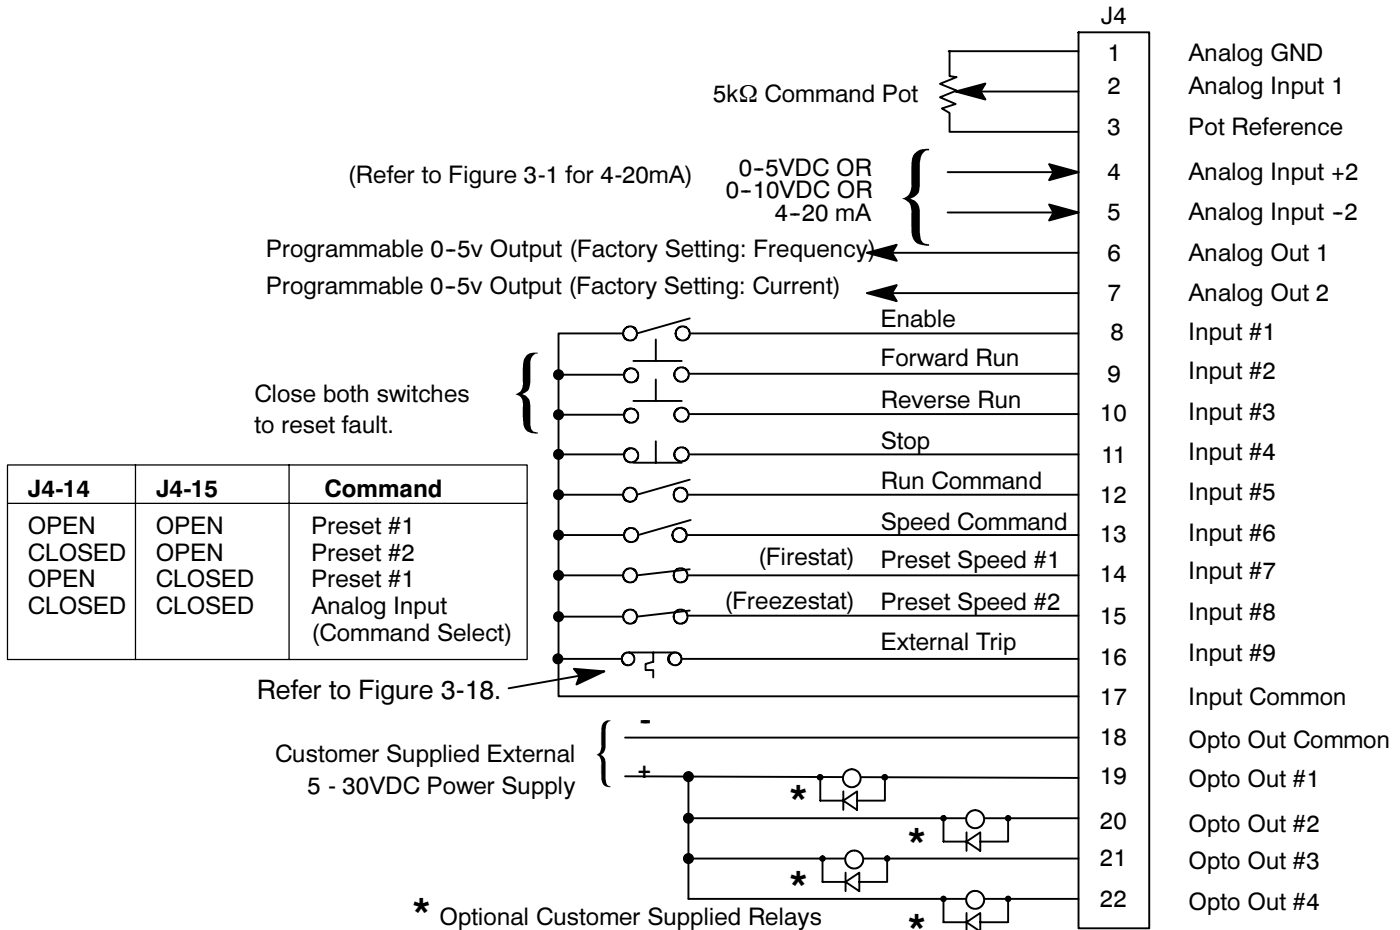 J4
1 Analog GND
5kΩ Command Pot 2 Analog Input 1
3 Pot Reference
(Refer to Figure 3-1 for 4-20mA) 0-5VDC OR
0-10VDC OR
4-20 mA
4 Analog Input +2
5 Analog Input -2
Programmable 0-5v Output (Factory Setting: Frequency) 6 Analog Out 1
Programmable 0-5v Output (Factory Setting: Current) 7 Analog Out 2
Enable 8 Input #1
Forward Run 9 Input #2
Close both switches
to reset fault.
Reverse Run 10 Input #3
Stop 11 Input #4
Run Command 12 Input #5
Speed Command 13 Input #6
(Firestat) Preset Speed #1 14 Input #7
(Freezestat) Preset Speed #2 15 Input #8
External Trip 16 Input #9
J4-14 J4-15 Command
OPEN OPEN Preset #1
CLOSED OPEN Preset #2
OPEN CLOSED Preset #1
CLOSED CLOSED Analog Input
(Command Select)
Refer to Figure 3-18.
17 Input Common
Customer Supplied External
5 - 30VDC Power Supply
- 18 Opto Out Common
+ * 19 Opto Out #1
* 20 Opto Out #2
* 21 Opto Out #3
* 22 Opto Out #4
* Optional Customer Supplied Relays